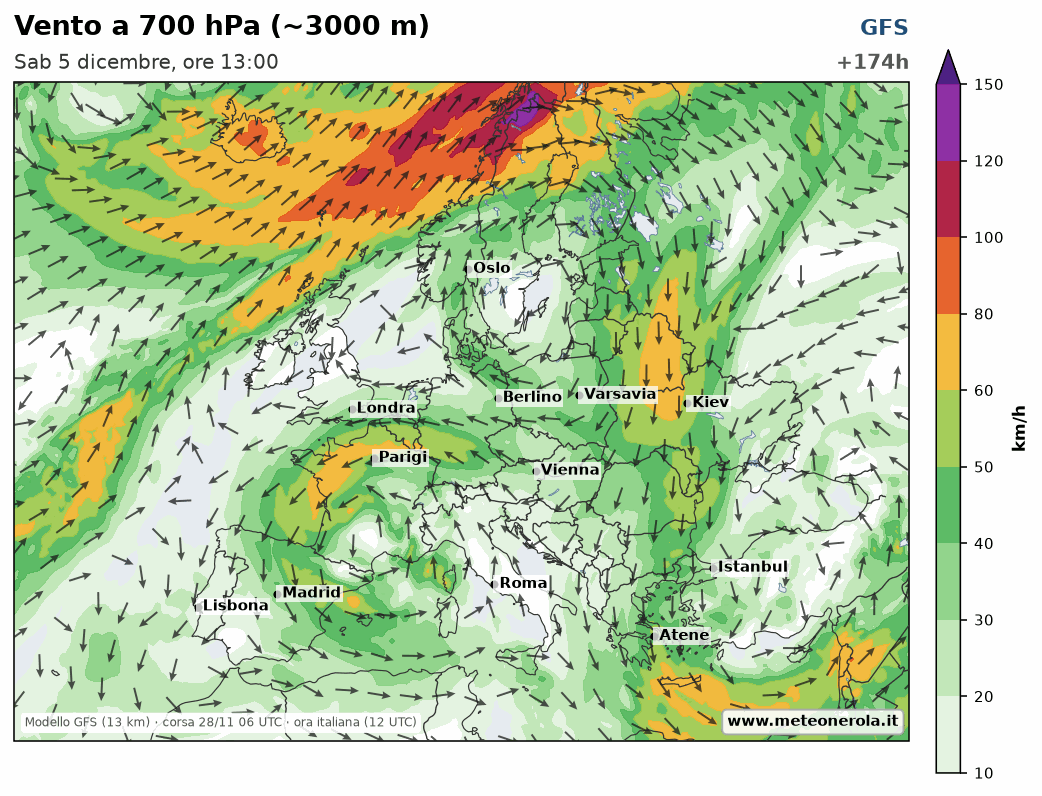 Vento a 700 hPa (~3000 m)
GFS
Sab 5 dicembre, ore 13:00
+174h
150
120
100
80
60
50
40
30
20
10
km/h
Oslo
Berlino
Varsavia
Kiev
Londra
Parigi
Vienna
Istanbul
Roma
Madrid
Lisbona
Atene
Modello GFS (13 km) · corsa 28/11 06 UTC · ora italiana (12 UTC)
www.meteonerola.it